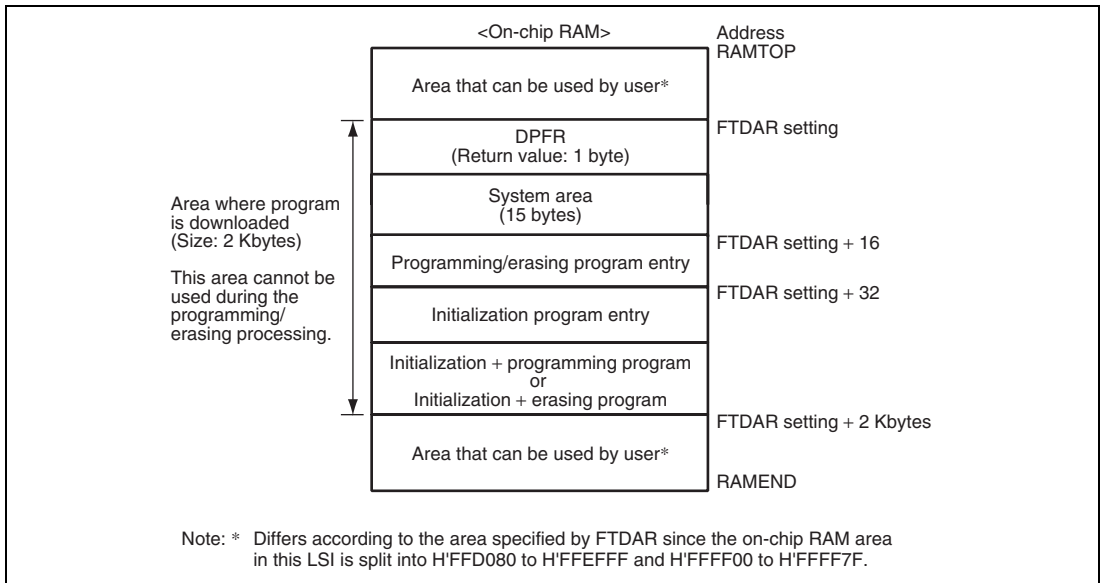 <On-chip RAM>
Address
RAMTOP
Area that can be used by user*
FTDAR setting
DPFR
(Return value: 1 byte)
System area
(15 bytes)
Area where program
is downloaded
(Size: 2 Kbytes)
This area cannot be
used during the
programming/
erasing processing.
FTDAR setting + 16
Programming/erasing program entry
FTDAR setting + 32
Initialization program entry
Initialization + programming program
or
Initialization + erasing program
FTDAR setting + 2 Kbytes
Area that can be used by user*
RAMEND
Note: * Differs according to the area specified by FTDAR since the on-chip RAM area
in this LSI is split into H'FFD080 to H'FFEFFF and H'FFFF00 to H'FFFF7F.